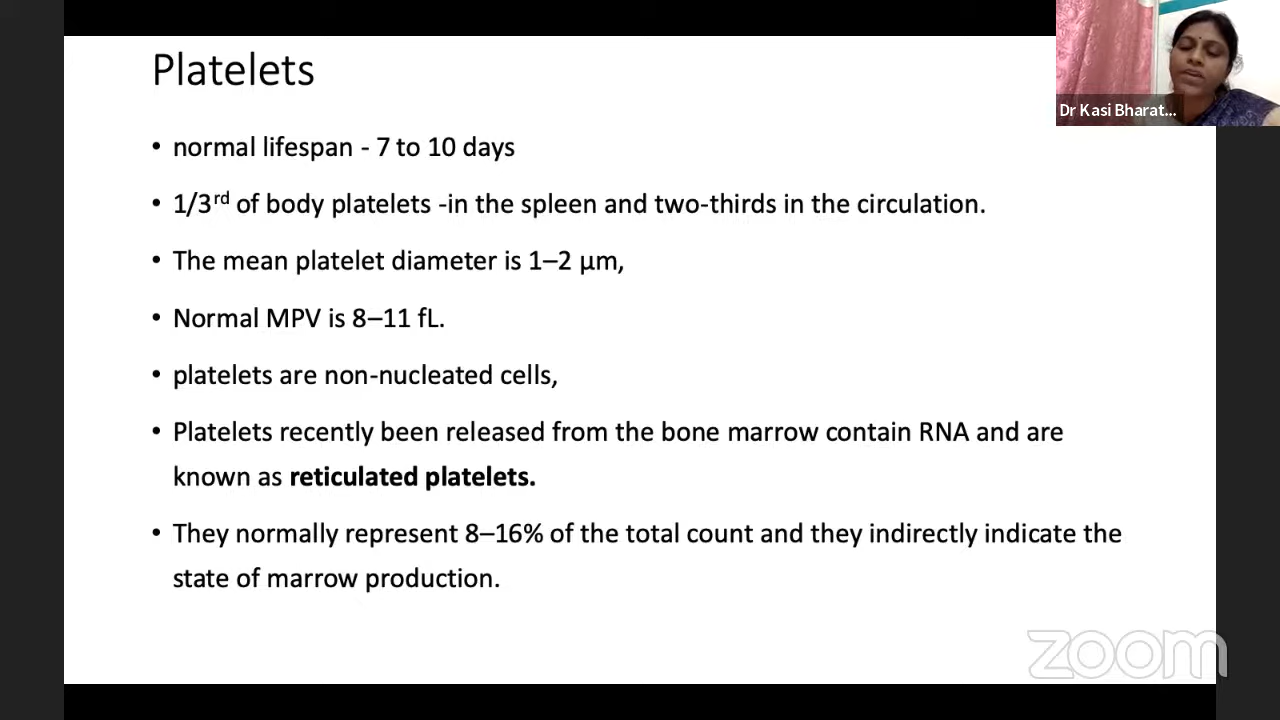 Platelets
Dr Kasi Bharat...
• normal lifespan - 7 to 10 days
• 1/3rd of body platelets -in the spleen and two-thirds in the circulation.
• The mean platelet diameter is 1–2 μm,
• Normal MPV is 8–11 fL.
• platelets are non-nucleated cells,
• Platelets recently been released from the bone marrow contain RNA and are
known as reticulated platelets.
• They normally represent 8–16% of the total count and they indirectly indicate the
state of marrow production.
zoom